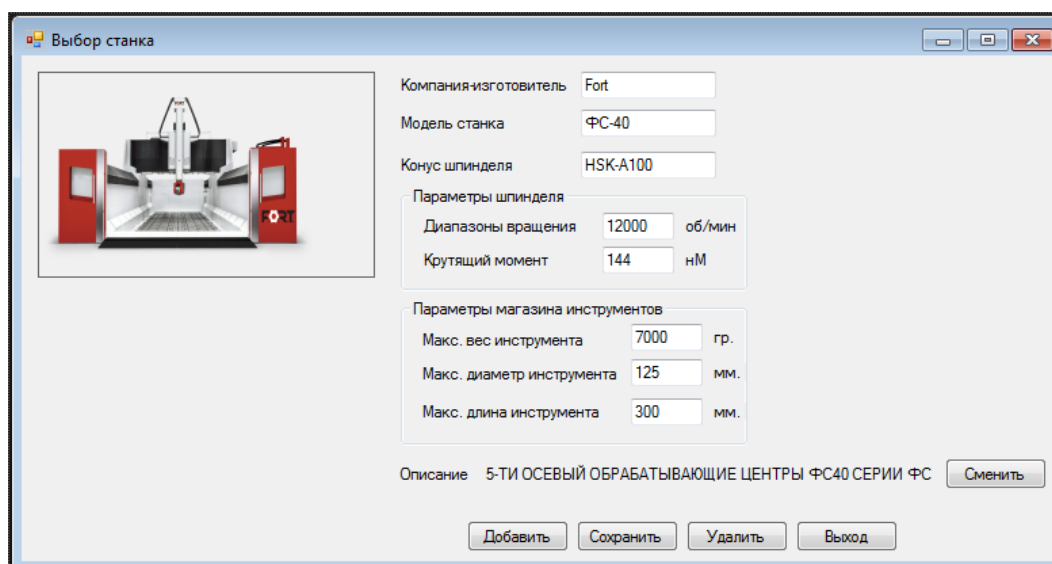 Выбор станка
FORT
Компания-изготовитель Fort
Модель станка ФС-40
Конус шпинделя HSK-A100
Параметры шпинделя
Диапазоны вращения 12000 об/мин
Крутящий момент 144 нМ
Параметры магазина инструментов
Макс. вес инструмента 7000 гр.
Макс. диаметр инструмента 125 мм.
Макс. длина инструмента 300 мм.
Описание 5-ТИ ОСЕВЫЙ ОБРАБАТЫВАЮЩИЕ ЦЕНТРЫ ФС40 СЕРИИ ФС Сменить
Добавить Сохранить Удалить Выход